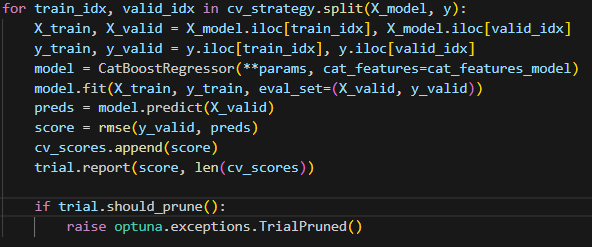 for train_idx, valid_idx in cv_strategy.split(X_model, y):
    X_train, X_valid = X_model.iloc[train_idx], X_model.iloc[valid_idx]
    y_train, y_valid = y.iloc[train_idx], y.iloc[valid_idx]
    model = CatBoostRegressor(**params, cat_features=cat_features_model)
    model.fit(X_train, y_train, eval_set=(X_valid, y_valid))
    preds = model.predict(X_valid)
    score = rmse(y_valid, preds)
    cv_scores.append(score)
    trial.report(score, len(cv_scores))

    if trial.should_prune():
        raise optuna.exceptions.TrialPruned()